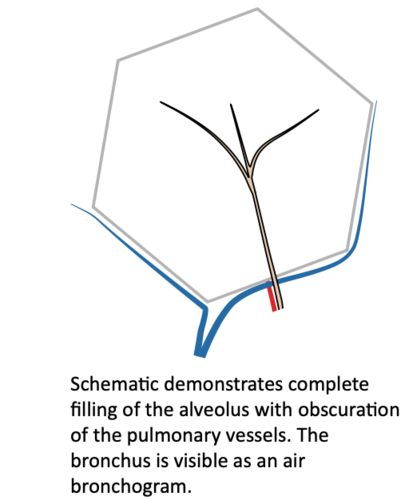 Schematic demonstrates complete
filling of the alveolus with obscuration
of the pulmonary vessels. The
bronchus is visible as an air
bronchogram.